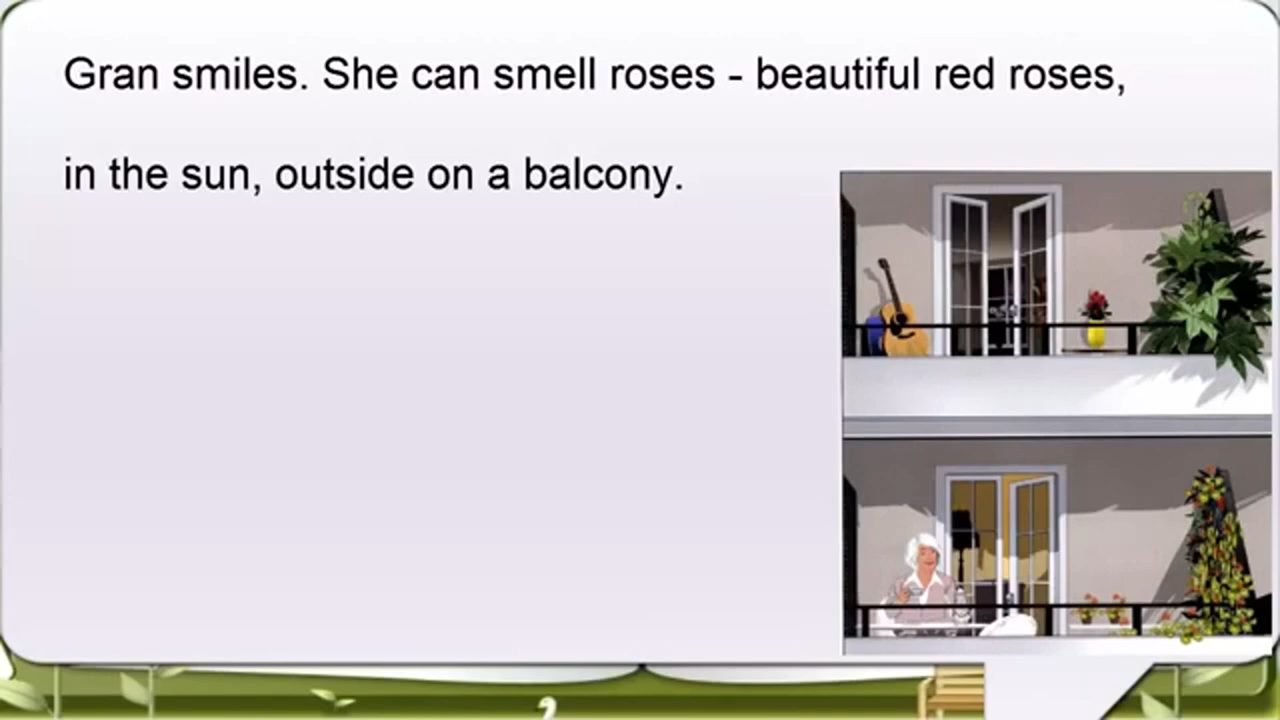 Gran smiles. She can smell roses - beautiful red roses,
in the sun, outside on a balcony.